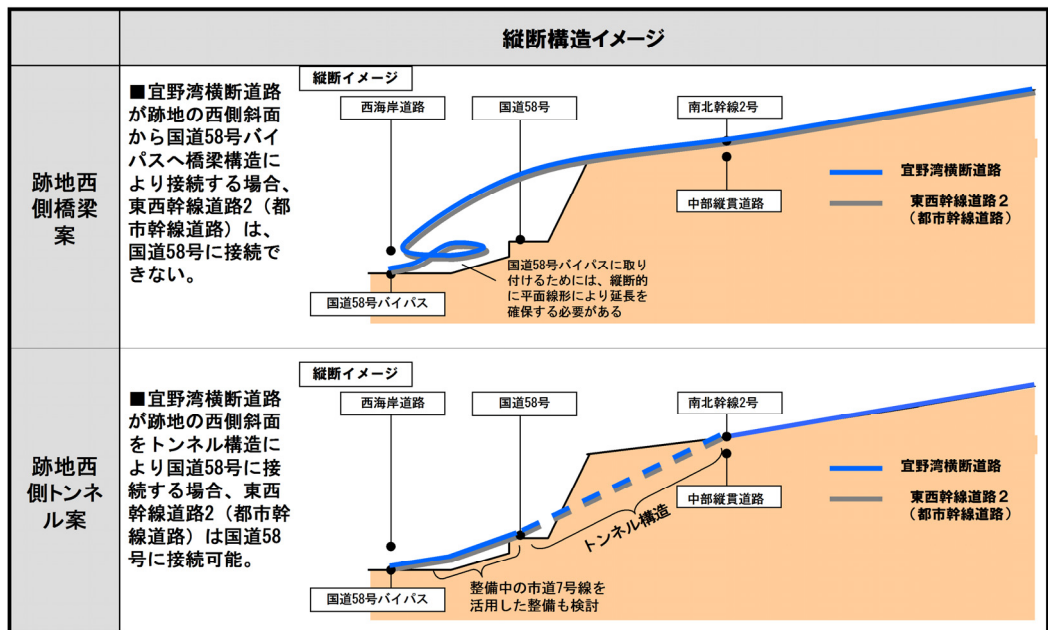 縦断構造イメージ
跡地西
側橋梁
案
■宜野湾横断道路
が跡地の西側斜面
から国道58号バイ
パスへ橋梁構造に
より接続する場合、
東西幹線道路2（都
市幹線道路）は、
国道58号に接続で
きない。
縦断イメージ
西海岸道路
国道58号
南北幹線2号
中部縦貫道路
宜野湾横断道路
東西幹線道路２
（都市幹線道路）
国道58号バイパスに取り
付けるためには、縦断的
に平面線形により延長を
確保する必要がある
国道58号バイパス
跡地西
側トンネ
ル案
■宜野湾横断道路
が跡地の西側斜面
をトンネル構造に
より国道58号に接
続する場合、東西
幹線道路2（都市幹
線道路）は国道58
号に接続可能。
縦断イメージ
西海岸道路
国道58号
南北幹線2号
中部縦貫道路
宜野湾横断道路
東西幹線道路２
（都市幹線道路）
トンネル構造
整備中の市道7号線を
活用した整備も検討
国道58号バイパス